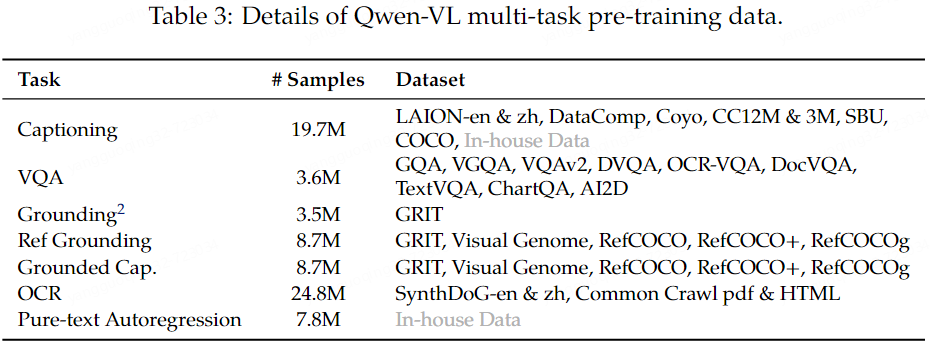 Table 3: Details of Qwen-VL multi-task pre-training data.
Task # Samples Dataset
Captioning 19.7M LAION-en & zh, DataComp, Coyo, CC12M & 3M, SBU,
COCO, In-house Data
VQA 3.6M GQA, VGQA, VQAv2, DVQA, OCR-VQA, DocVQA,
TextVQA, ChartQA, AI2D
Grounding² 3.5M GRIT
Ref Grounding 8.7M GRIT, Visual Genome, RefCOCO, RefCOCO+, RefCOCOg
Grounded Cap. 8.7M GRIT, Visual Genome, RefCOCO, RefCOCO+, RefCOCOg
OCR 24.8M SynthDoG-en & zh, Common Crawl pdf & HTML
Pure-text Autoregression 7.8M In-house Data